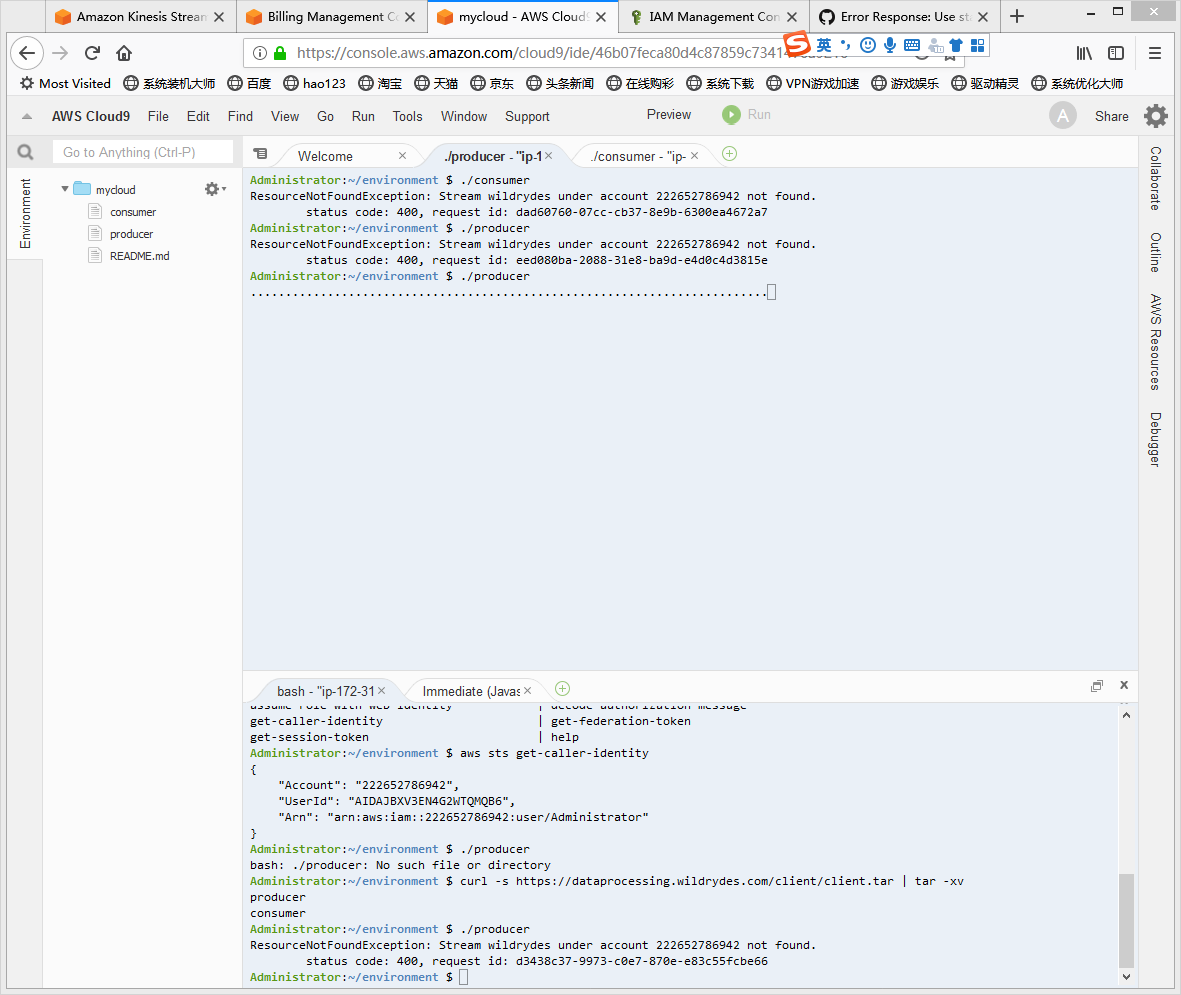 Amazon Kinesis Stream
Billing Management Co
mycloud - AWS Cloud9
IAM Management Con
Error Response: Use st
https://console.aws.amazon.com/cloud9/ide/46b07feca80d4c87859c7341
英
Most Visited 系统装机大师 百度 hao123 淘宝 天猫 京东 头条新闻 在线购彩 系统下载 VPN游戏加速 游戏娱乐 驱动精灵 系统优化大师
AWS Cloud9 File Edit Find View Go Run Tools Window Support Preview Run A Share
Go to Anything (Ctrl-P)
Welcome ./producer - "ip-1 ./consumer - "ip-
Environment
mycloud
consumer
producer
README.md
Collaborate
Outline
AWS Resources
Debugger
Administrator:~/environment $ ./consumer
ResourceNotFoundException: Stream wildrydes under account 222652786942 not found.
status code: 400, request id: dad60760-07cc-cb37-8e9b-6300ea4672a7
Administrator:~/environment $ ./producer
ResourceNotFoundException: Stream wildrydes under account 222652786942 not found.
status code: 400, request id: eed080ba-2088-31e8-ba9d-e4d0c4d3815e
Administrator:~/environment $ ./producer
..........................................................................
bash - "ip-172-31 Immediate (Javas
assume-role-with-web-identity | decode-authorization-message
get-caller-identity | get-federation-token
get-session-token | help
Administrator:~/environment $ aws sts get-caller-identity
{
"Account": "222652786942",
"UserId": "AIDAJBXV3EN4G2WTQMQB6",
"Arn": "arn:aws:iam::222652786942:user/Administrator"
}
Administrator:~/environment $ ./producer
bash: ./producer: No such file or directory
Administrator:~/environment $ curl -s https://dataprocessing.wildrydes.com/client/client.tar | tar -xv
producer
consumer
Administrator:~/environment $ ./producer
ResourceNotFoundException: Stream wildrydes under account 222652786942 not found.
status code: 400, request id: d3438c37-9973-c0e7-870e-e83c55fcbe66
Administrator:~/environment $